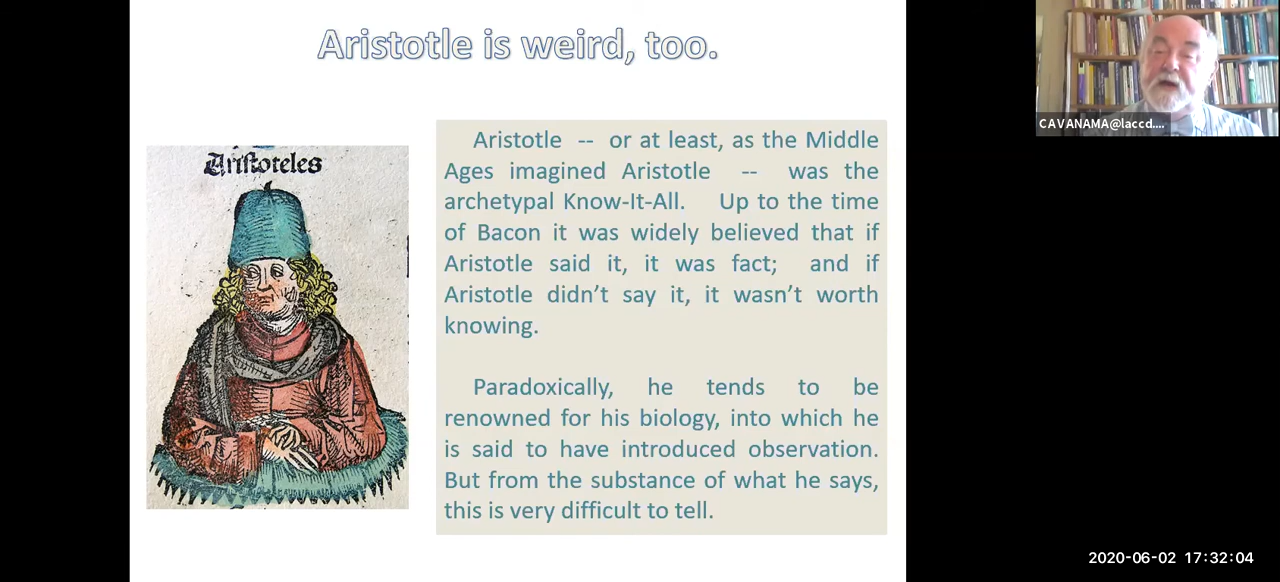 Aristotle is weird, too.
Aristoteles
Aristotle -- or at least, as the Middle
Ages imagined Aristotle -- was the
archetypal Know-It-All. Up to the time
of Bacon it was widely believed that if
Aristotle said it, it was fact; and if
Aristotle didn’t say it, it wasn’t worth
knowing.
Paradoxically, he tends to be
renowned for his biology, into which he
is said to have introduced observation.
But from the substance of what he says,
this is very difficult to tell.
CAVANAMA@laccd....
2020-06-02 17:32:04